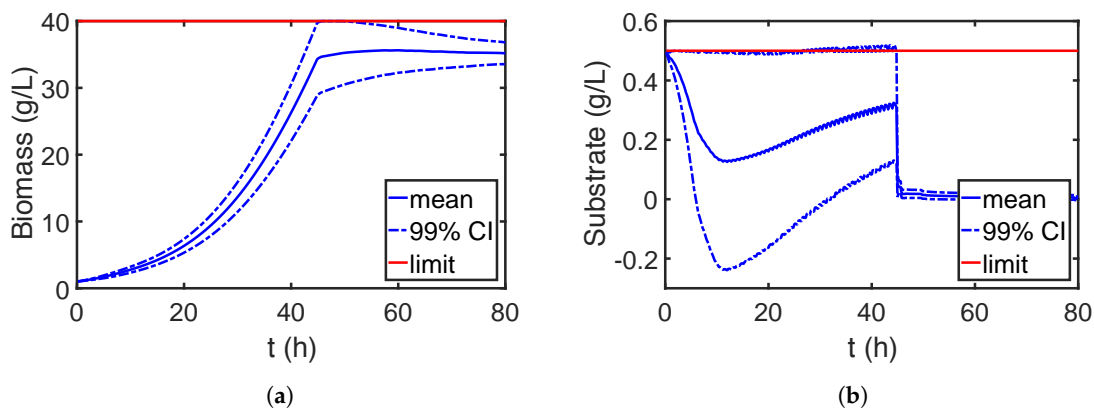 Biomass (g/L)
40
30
20
10
0
0 20 40 60 80
t (h)
mean
99% CI
limit
(a)
Substrate (g/L)
0.6
0.4
0.2
0
-0.2
0 20 40 60 80
t (h)
mean
99% CI
limit
(b)